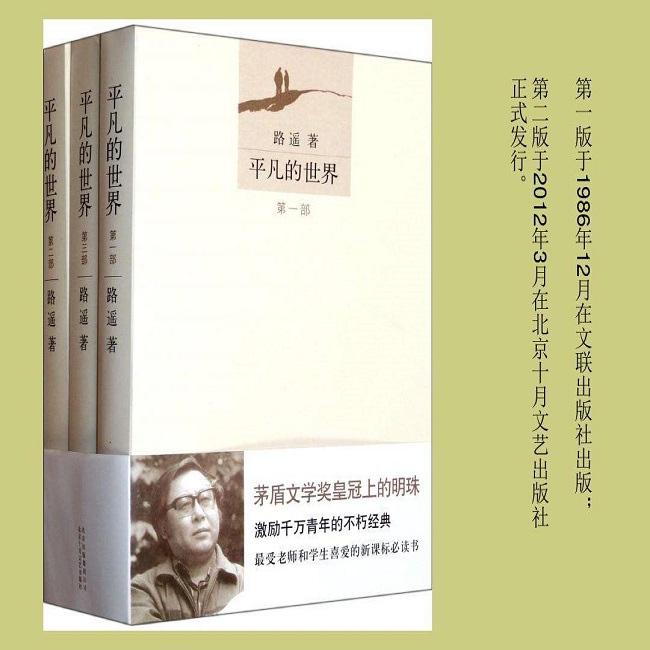 平凡的世界 第二部 路遥 著
平凡的世界 第三部 路遥 著
平凡的世界 第一部 路遥 著
路遥 著
平凡的世界
第一部
茅盾文学奖皇冠上的明珠
激励千万青年的不朽经典
最受老师和学生喜爱的新课标必读书
第一版于1986年12月在文联出版社出版;
第二版于2012年3月在北京十月文艺出版社
正式发行。